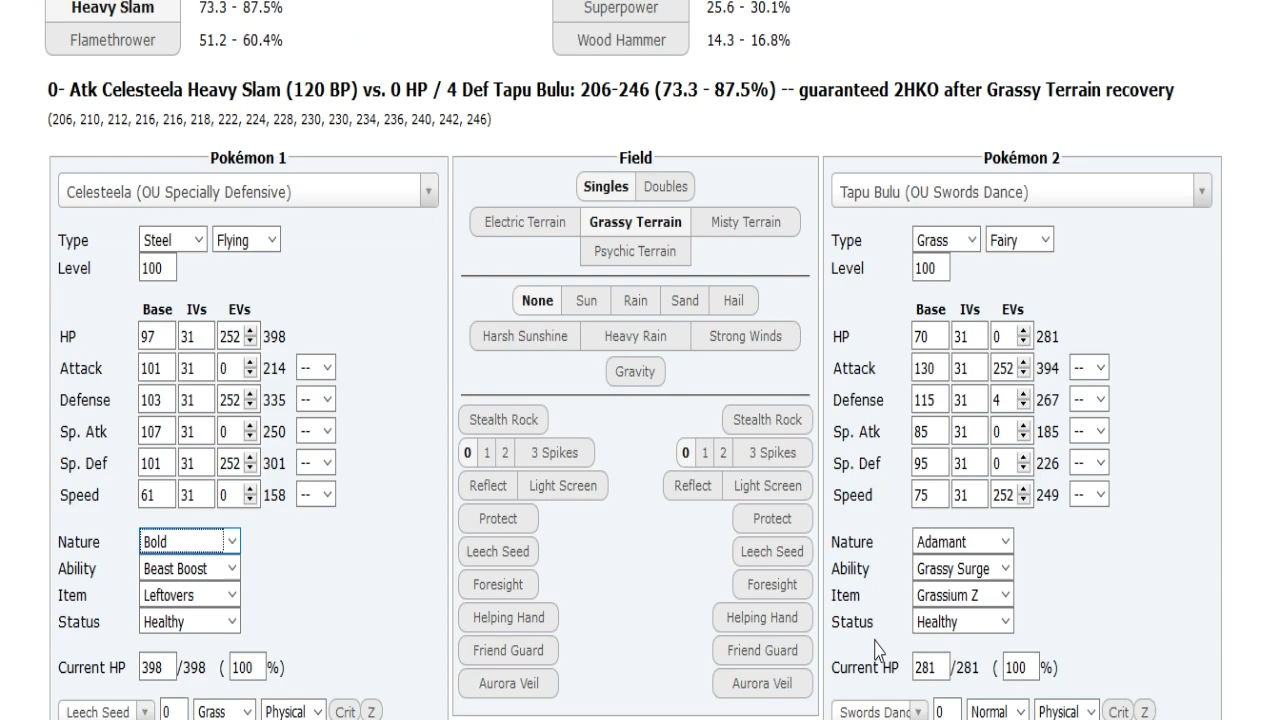 Heavy Slam 73.3 - 87.5% Superpower 25.6 - 30.1%
Flamethrower 51.2 - 60.4% Wood Hammer 14.3 - 16.8%
0- Atk Celesteela Heavy Slam (120 BP) vs. 0 HP / 4 Def Tapu Bulu: 206-246 (73.3 - 87.5%) -- guaranteed 2HKO after Grassy Terrain recovery
(206, 210, 212, 216, 216, 218, 222, 224, 228, 230, 230, 234, 236, 240, 242, 246)
Pokémon 1
Celesteela (OU Specially Defensive)
Type Steel Flying
Level 100
Base IVs EVs
HP 97 31 252 398
Attack 101 31 0 214 --
Defense 103 31 252 335 --
Sp. Atk 107 31 0 250 --
Sp. Def 101 31 252 301 --
Speed 61 31 0 158 --
Nature Bold
Ability Beast Boost
Item Leftovers
Status Healthy
Current HP 398 /398 ( 100 %)
Leech Seed 0 Grass Physical Crit Z
Field
Singles Doubles
Electric Terrain Grassy Terrain Misty Terrain
Psychic Terrain
None Sun Rain Sand Hail
Harsh Sunshine Heavy Rain Strong Winds
Gravity
Stealth Rock Stealth Rock
0 1 2 3 Spikes 0 1 2 3 Spikes
Reflect Light Screen Reflect Light Screen
Protect Protect
Leech Seed Leech Seed
Foresight Foresight
Helping Hand Helping Hand
Friend Guard Friend Guard
Aurora Veil Aurora Veil
Pokémon 2
Tapu Bulu (OU Swords Dance)
Type Grass Fairy
Level 100
Base IVs EVs
HP 70 31 0 281
Attack 130 31 252 394 --
Defense 115 31 4 267 --
Sp. Atk 85 31 0 185 --
Sp. Def 95 31 0 226 --
Speed 75 31 252 249 --
Nature Adamant
Ability Grassy Surge
Item Grassium Z
Status Healthy
Current HP 281 /281 ( 100 %)
Swords Danc 0 Normal Physical Crit Z